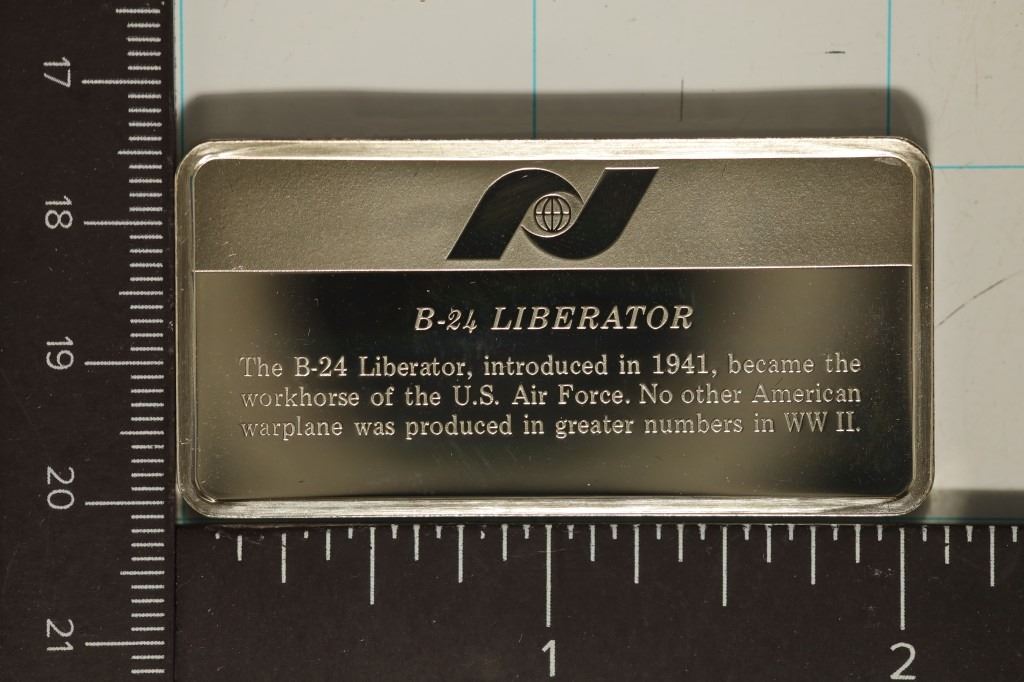 17
18
19
20
21
B-24 LIBERATOR
The B-24 Liberator, introduced in 1941, became the
workhorse of the U.S. Air Force. No other American
warplane was produced in greater numbers in WW II.
1
2